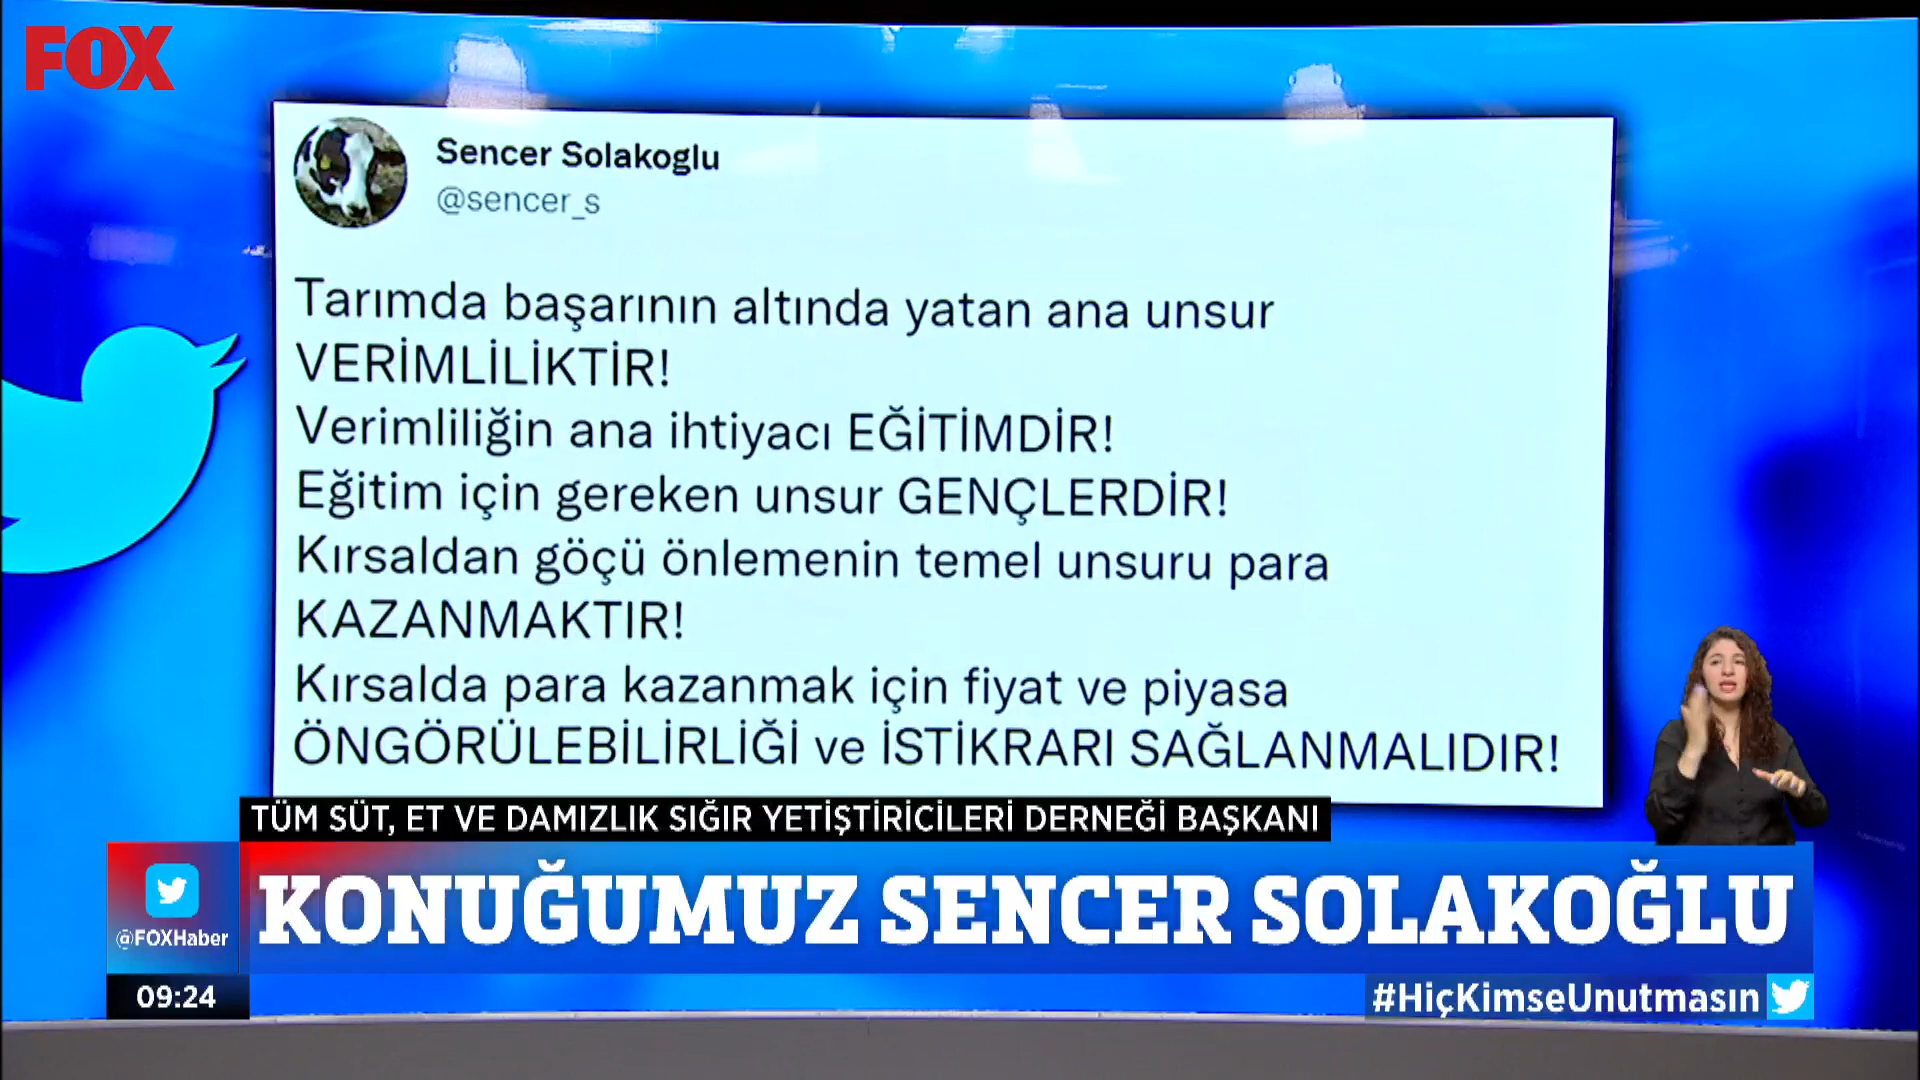 FOX
Sencer Solakoglu
@sencer_s
Tarımda başarının altında yatan ana unsur
VERİMLİLİKTİR!
Verimliliğin ana ihtiyacı EĞİTİMDİR!
Eğitim için gereken unsur GENÇLERDİR!
Kırsaldan göçü önlemenin temel unsuru para
KAZANMAKTIR!
Kırsalda para kazanmak için fiyat ve piyasa
ÖNGÖRÜLEBİLİRLİĞİ ve İSTİKRARI SAĞLANMALIDIR!
TÜM SÜT, ET VE DAMIZLIK SIĞIR YETİŞTİRİCİLERİ DERNEĞİ BAŞKANI
KONUĞUMUZ SENCER SOLAKOĞLU
@FOXHaber
09:24
#HiçKimseUnutmasın